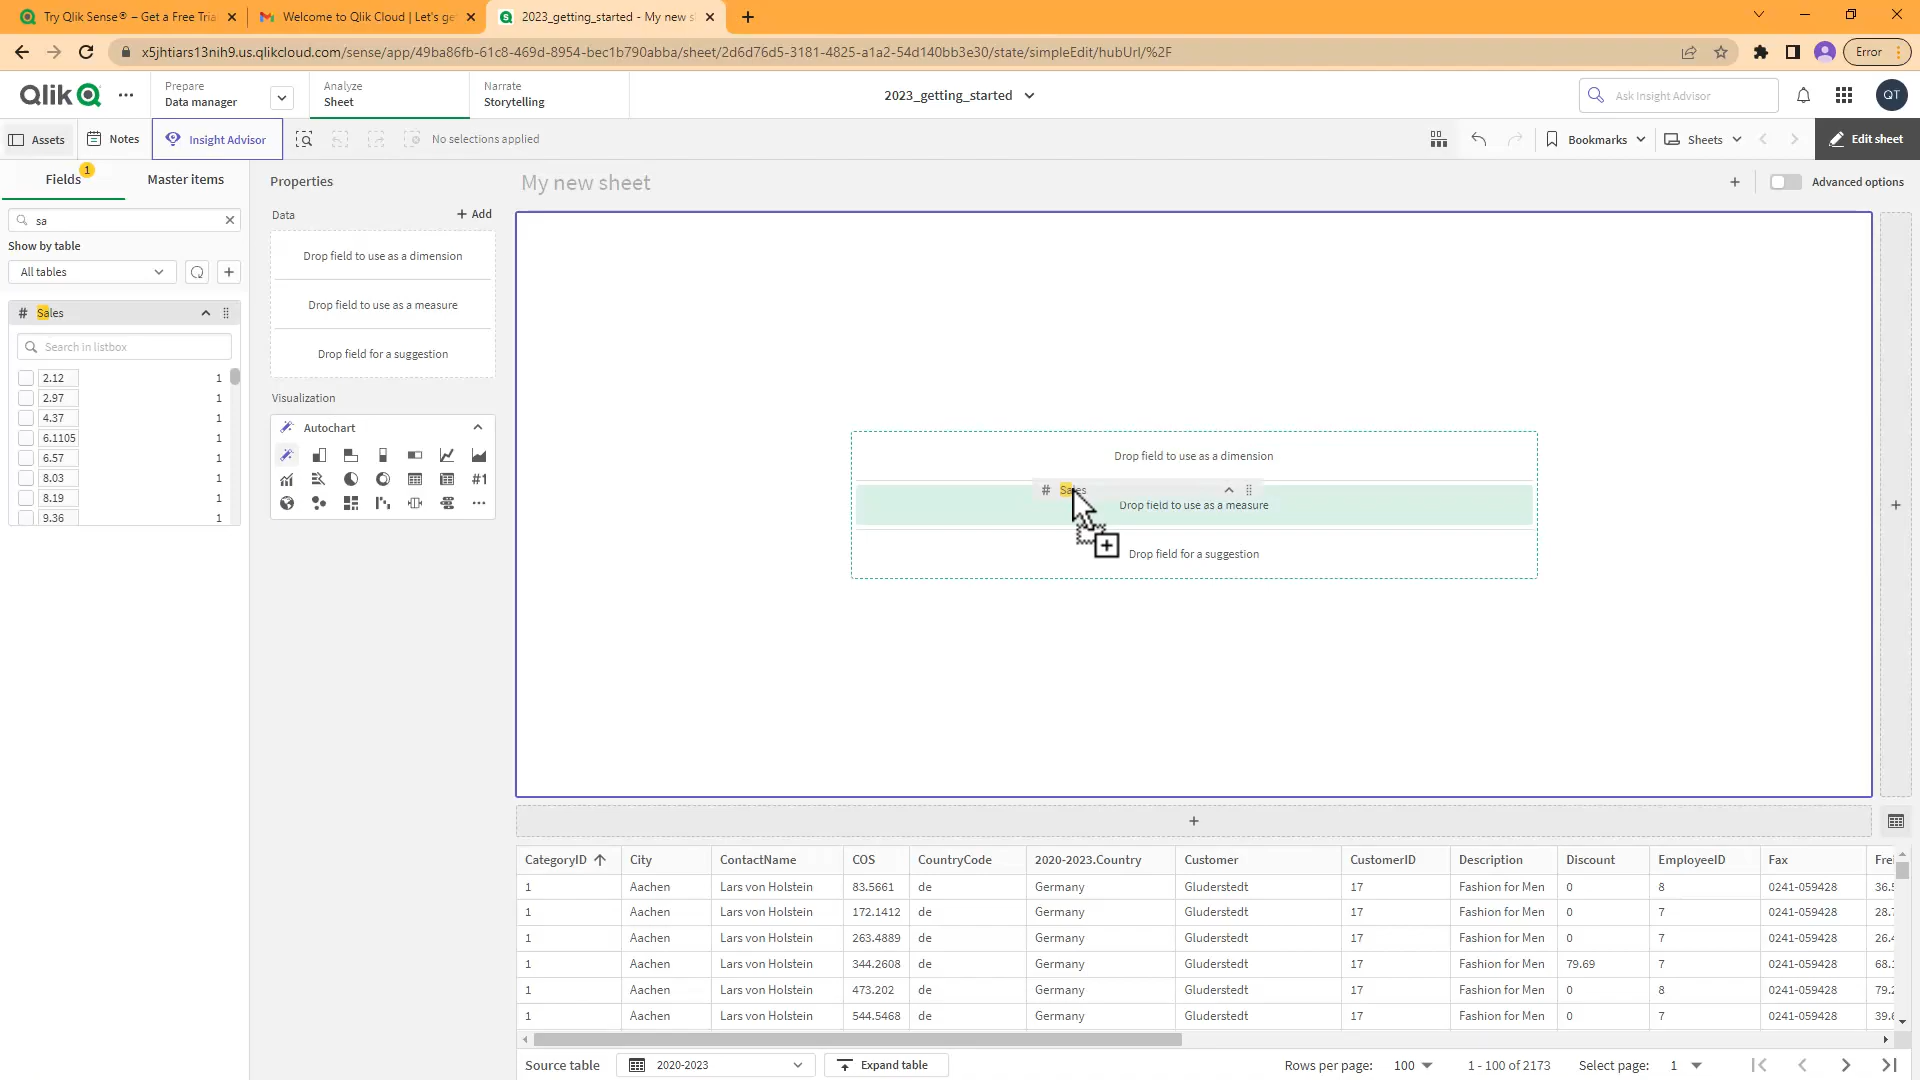 Try Qlik Sense® – Get a Free Tria
Welcome to Qlik Cloud | Let's ge
2023_getting_started - My new s
x5jhtiars13nih9.us.qlikcloud.com/sense/app/49ba86fb-61c8-469d-8954-bec1b790abba/sheet/2d6d76d5-3181-4825-a1a2-54d140bb3e30/state/simpleEdit/hubUrl/%2F
Error
Qlik
Prepare
Data manager
Analyze
Sheet
Narrate
Storytelling
2023_getting_started
Ask Insight Advisor
QT
Assets
Notes
Insight Advisor
No selections applied
Bookmarks
Sheets
Edit sheet
Fields
1
Master items
sa
Show by table
All tables
# Sales
Search in listbox
2.12 1
2.97 1
4.37 1
6.1105 1
6.57 1
8.03 1
8.19 1
9.36 1
Properties
Data
+ Add
Drop field to use as a dimension
Drop field to use as a measure
Drop field for a suggestion
Visualization
Autochart
#1
My new sheet
Advanced options
Drop field to use as a dimension
# Sales
Drop field to use as a measure
Drop field for a suggestion
CategoryID City ContactName COS CountryCode 2020-2023.Country Customer CustomerID Description Discount EmployeeID Fax Frei
1 Aachen Lars von Holstein 83.5661 de Germany Gluderstedt 17 Fashion for Men 0 8 0241-059428 36.5
1 Aachen Lars von Holstein 172.1412 de Germany Gluderstedt 17 Fashion for Men 0 7 0241-059428 28.7
1 Aachen Lars von Holstein 263.4889 de Germany Gluderstedt 17 Fashion for Men 0 7 0241-059428 26.4
1 Aachen Lars von Holstein 344.2608 de Germany Gluderstedt 17 Fashion for Men 79.69 7 0241-059428 68.1
1 Aachen Lars von Holstein 473.202 de Germany Gluderstedt 17 Fashion for Men 0 8 0241-059428 79.2
1 Aachen Lars von Holstein 544.5468 de Germany Gluderstedt 17 Fashion for Men 0 7 0241-059428 39.6
Source table
2020-2023
Expand table
Rows per page: 100
1 - 100 of 2173
Select page: 1